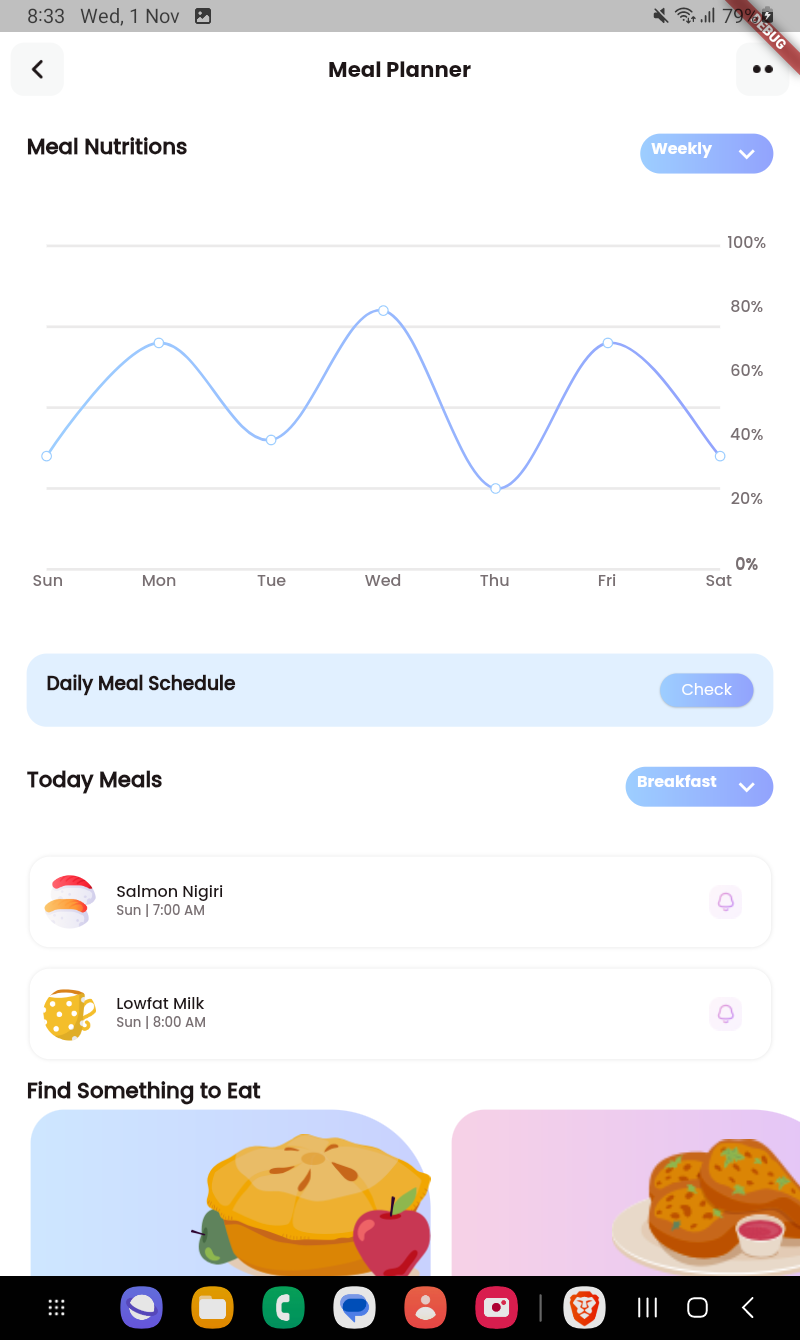 8:33 Wed, 1 Nov 79%
DEBUG
Meal Planner
Meal Nutritions
Weekly
100%
80%
60%
40%
20%
0%
Sun Mon Tue Wed Thu Fri Sat
Daily Meal Schedule
Check
Today Meals
Breakfast
Salmon Nigiri
Sun | 7:00 AM
Lowfat Milk
Sun | 8:00 AM
Find Something to Eat